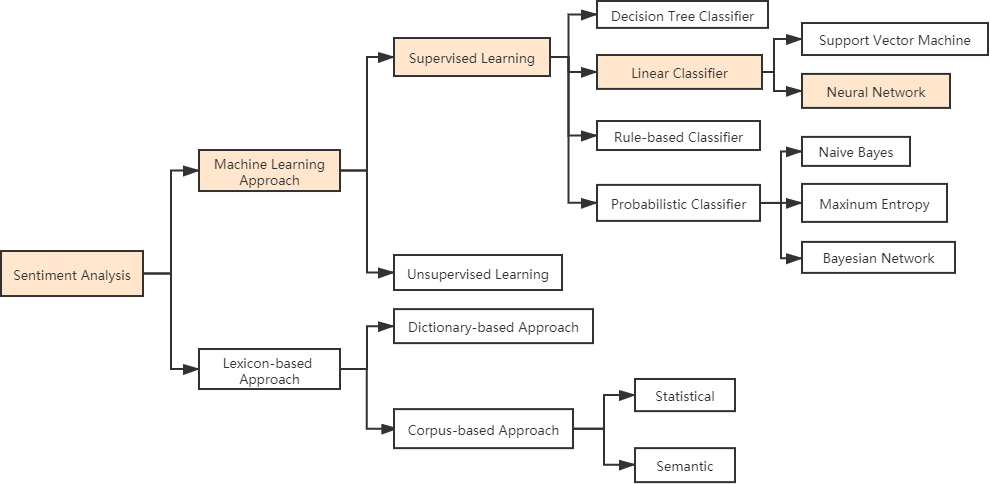 Decision Tree Classifier
Support Vector Machine
Supervised Learning
Linear Classifier
Neural Network
Rule-based Classifier
Machine Learning
Approach
Naive Bayes
Probabilistic Classifier
Maxinum Entropy
Bayesian Network
Sentiment Analysis
Unsupervised Learning
Dictionary-based Approach
Lexicon-based
Approach
Statistical
Corpus-based Approach
Semantic